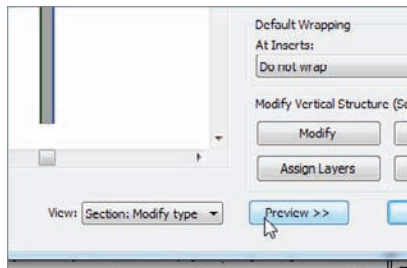 Default Wrapping
At Inserts:
Do not wrap
Modify Vertical Structure
Modify
Assign Layers
View: Section: Modify type
Preview >>